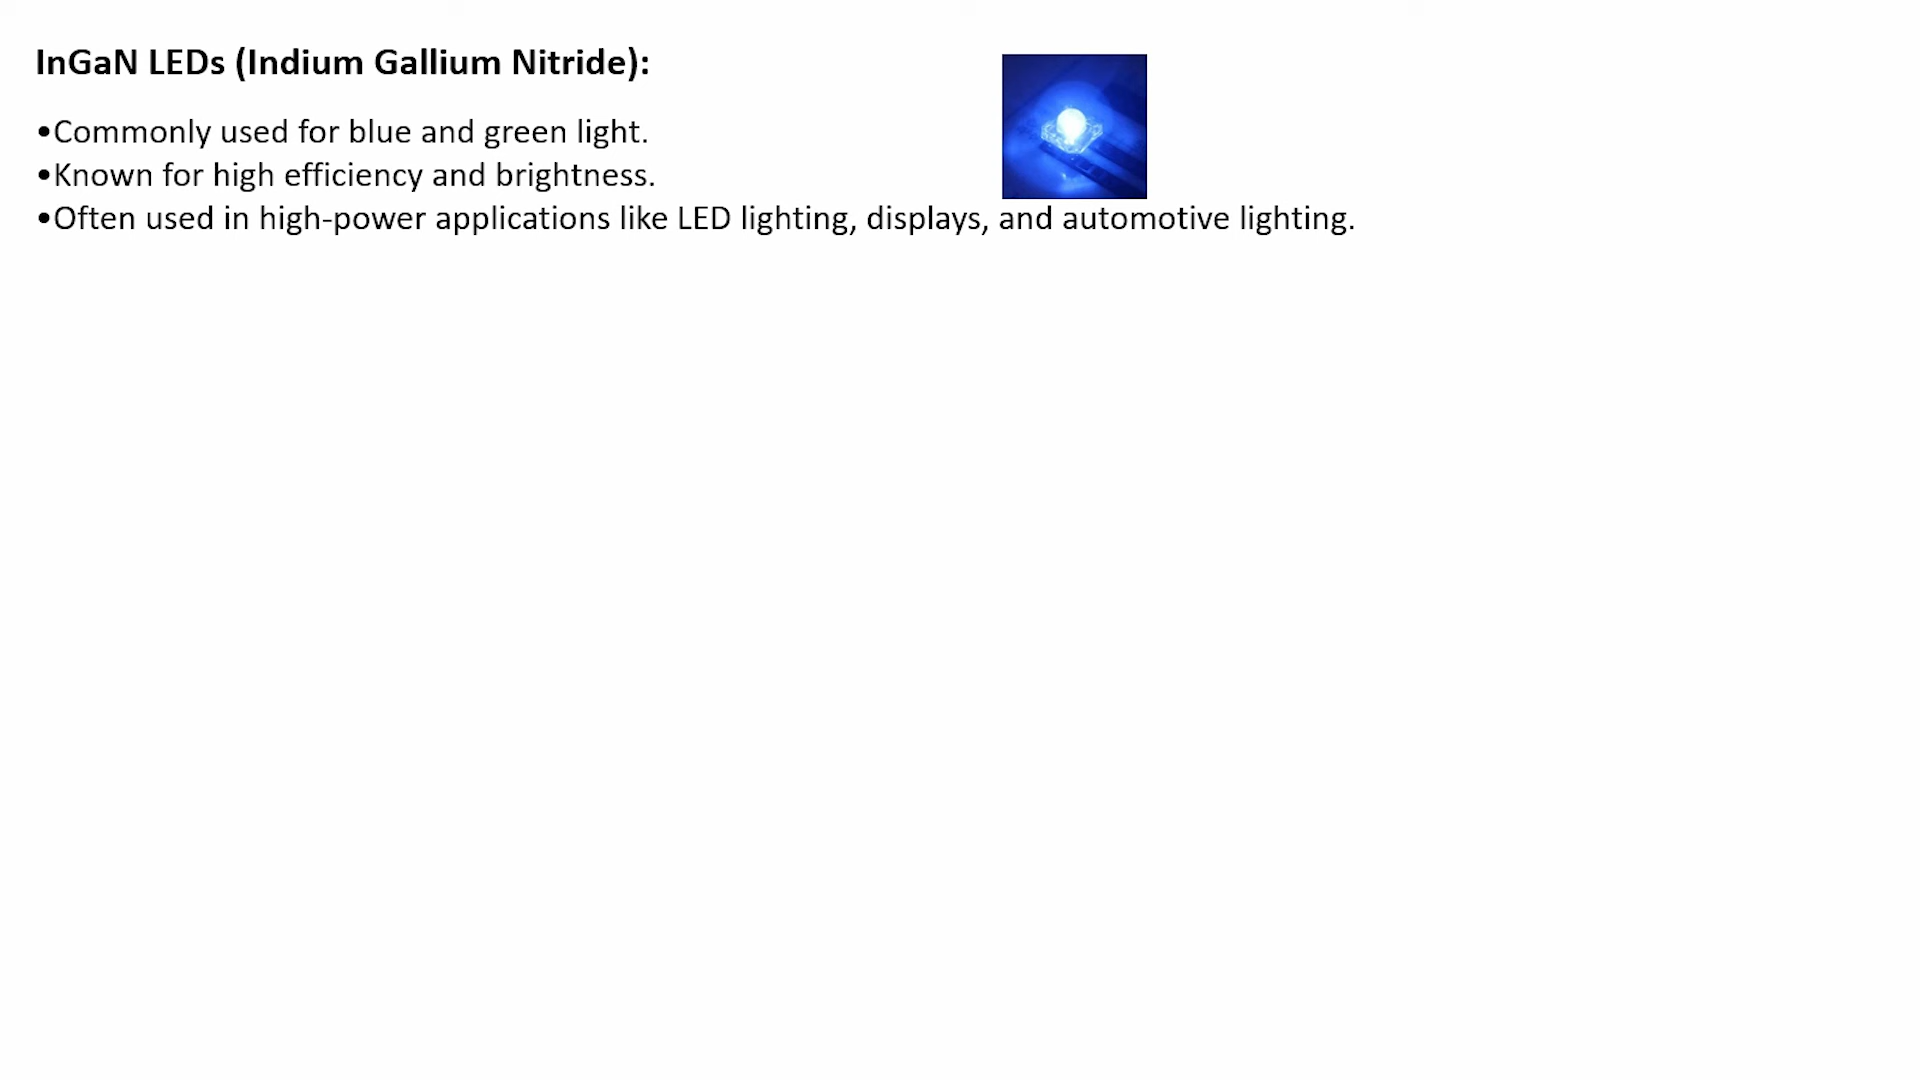 InGaN LEDs (Indium Gallium Nitride):
•Commonly used for blue and green light.
•Known for high efficiency and brightness.
•Often used in high-power applications like LED lighting, displays, and automotive lighting.